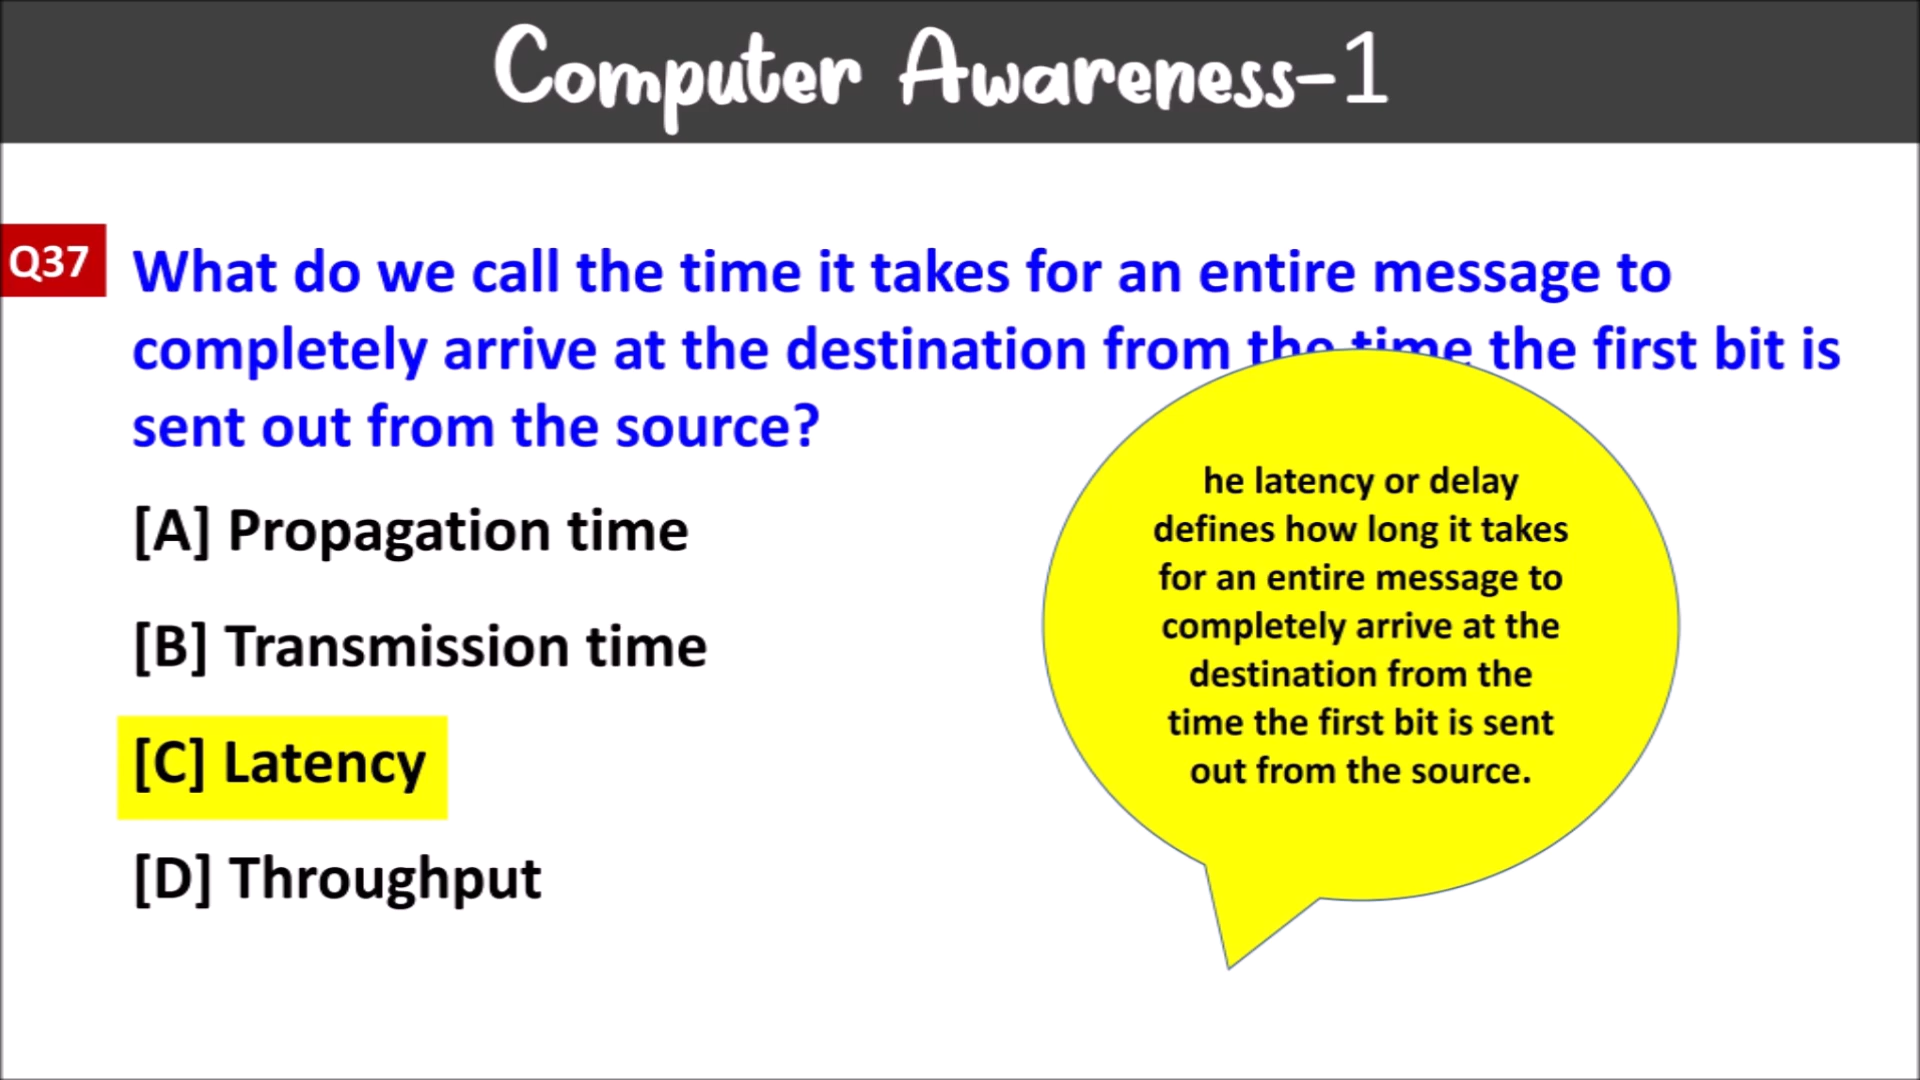 Computer Awareness-1
Q37
What do we call the time it takes for an entire message to
completely arrive at the destination from the time the first bit is
sent out from the source?
[A] Propagation time
[B] Transmission time
[C] Latency
[D] Throughput
he latency or delay
defines how long it takes
for an entire message to
completely arrive at the
destination from the
time the first bit is sent
out from the source.